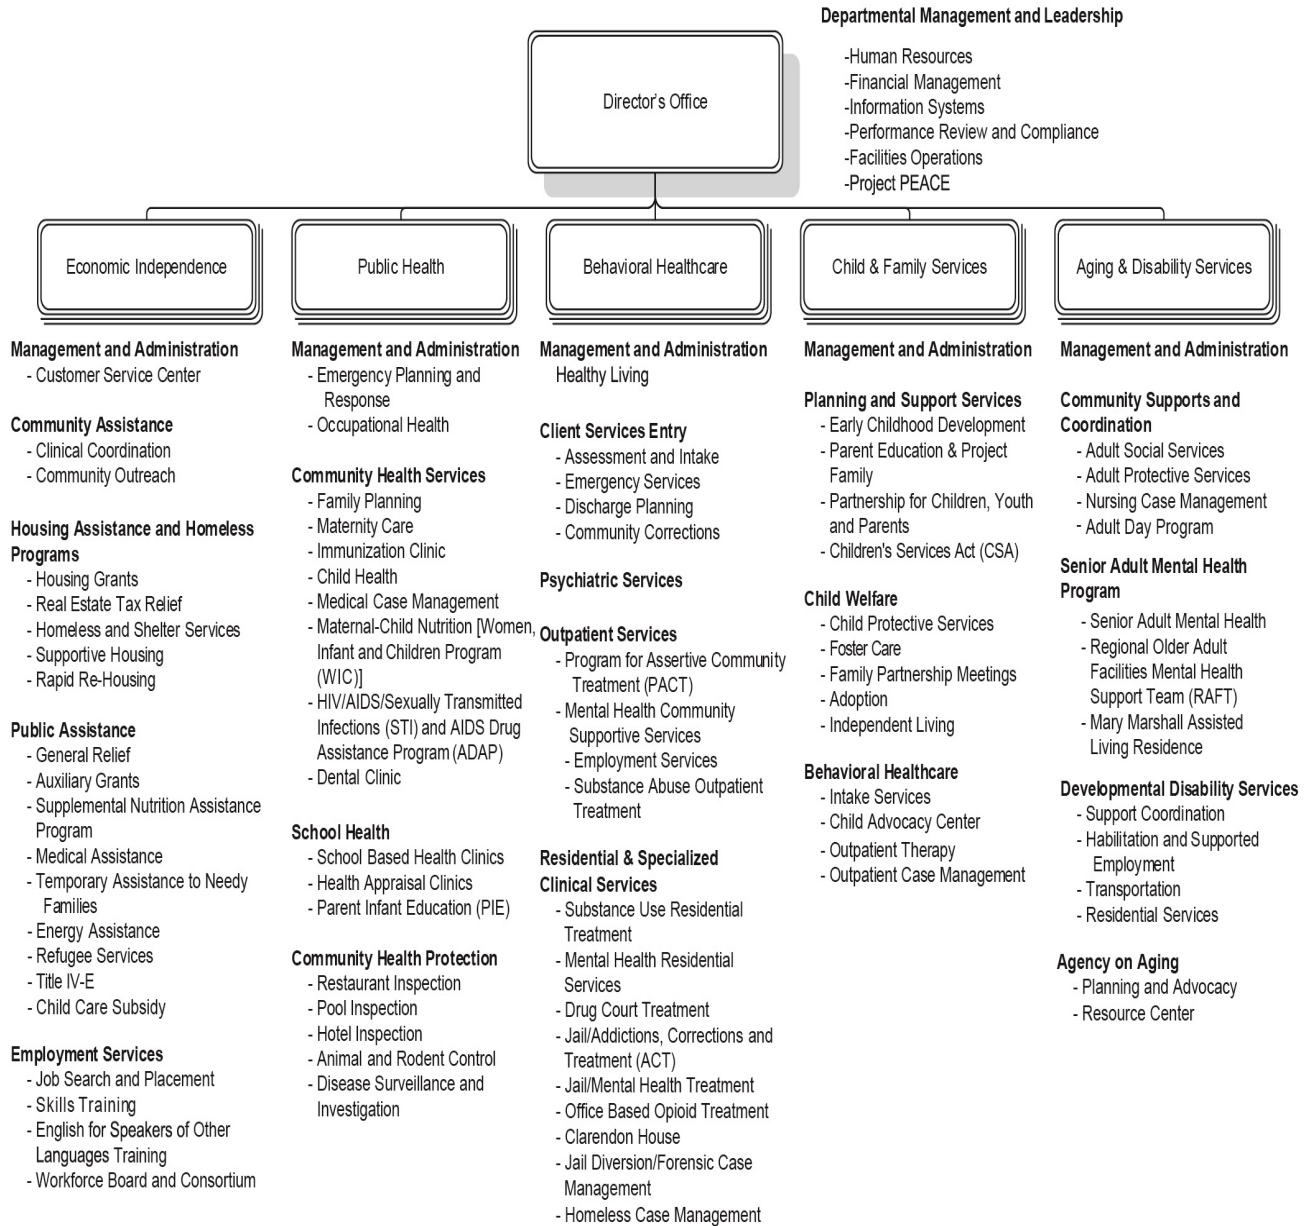 Departmental Management and Leadership
-Human Resources
-Financial Management
-Information Systems
-Performance Review and Compliance
-Facilities Operations
-Project PEACE
Director's Office
Economic Independence
Public Health
Behavioral Healthcare
Child & Family Services
Aging & Disability Services
Management and Administration
- Customer Service Center
Community Assistance
- Clinical Coordination
- Community Outreach
Housing Assistance and Homeless
Programs
- Housing Grants
- Real Estate Tax Relief
- Homeless and Shelter Services
- Supportive Housing
- Rapid Re-Housing
Public Assistance
- General Relief
- Auxiliary Grants
- Supplemental Nutrition Assistance
Program
- Medical Assistance
- Temporary Assistance to Needy
Families
- Energy Assistance
- Refugee Services
- Title IV-E
- Child Care Subsidy
Employment Services
- Job Search and Placement
- Skills Training
- English for Speakers of Other
Languages Training
- Workforce Board and Consortium
Management and Administration
- Emergency Planning and
Response
- Occupational Health
Community Health Services
- Family Planning
- Maternity Care
- Immunization Clinic
- Child Health
- Medical Case Management
- Maternal-Child Nutrition [Women,
Infant and Children Program
(WIC)]
- HIV/AIDS/Sexually Transmitted
Infections (STI) and AIDS Drug
Assistance Program (ADAP)
- Dental Clinic
School Health
- School Based Health Clinics
- Health Appraisal Clinics
- Parent Infant Education (PIE)
Community Health Protection
- Restaurant Inspection
- Pool Inspection
- Hotel Inspection
- Animal and Rodent Control
- Disease Surveillance and
Investigation
Management and Administration
Healthy Living
Client Services Entry
- Assessment and Intake
- Emergency Services
- Discharge Planning
- Community Corrections
Psychiatric Services
Outpatient Services
- Program for Assertive Community
Treatment (PACT)
- Mental Health Community
Supportive Services
- Employment Services
- Substance Abuse Outpatient
Treatment
Residential & Specialized
Clinical Services
- Substance Use Residential
Treatment
- Mental Health Residential
Services
- Drug Court Treatment
- Jail/Addictions, Corrections and
Treatment (ACT)
- Jail/Mental Health Treatment
- Office Based Opioid Treatment
- Clarendon House
- Jail Diversion/Forensic Case
Management
- Homeless Case Management
Management and Administration
Planning and Support Services
- Early Childhood Development
- Parent Education & Project
Family
- Partnership for Children, Youth
and Parents
- Children's Services Act (CSA)
Child Welfare
- Child Protective Services
- Foster Care
- Family Partnership Meetings
- Adoption
- Independent Living
Behavioral Healthcare
- Intake Services
- Child Advocacy Center
- Outpatient Therapy
- Outpatient Case Management
Management and Administration
Community Supports and
Coordination
- Adult Social Services
- Adult Protective Services
- Nursing Case Management
- Adult Day Program
Senior Adult Mental Health
Program
- Senior Adult Mental Health
- Regional Older Adult
Facilities Mental Health
Support Team (RAFT)
- Mary Marshall Assisted
Living Residence
Developmental Disability Services
- Support Coordination
- Habilitation and Supported
Employment
- Transportation
- Residential Services
Agency on Aging
- Planning and Advocacy
- Resource Center